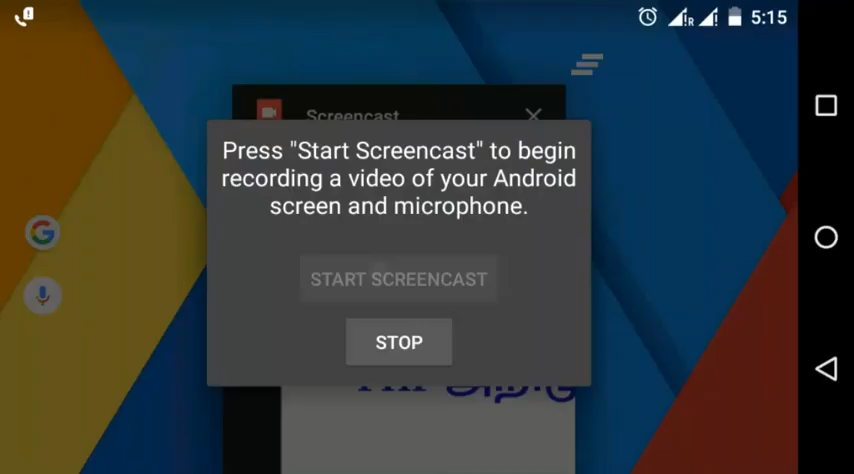 5:15
Screencast
Press "Start Screencast" to begin
recording a video of your Android
screen and microphone.
START SCREENCAST
STOP